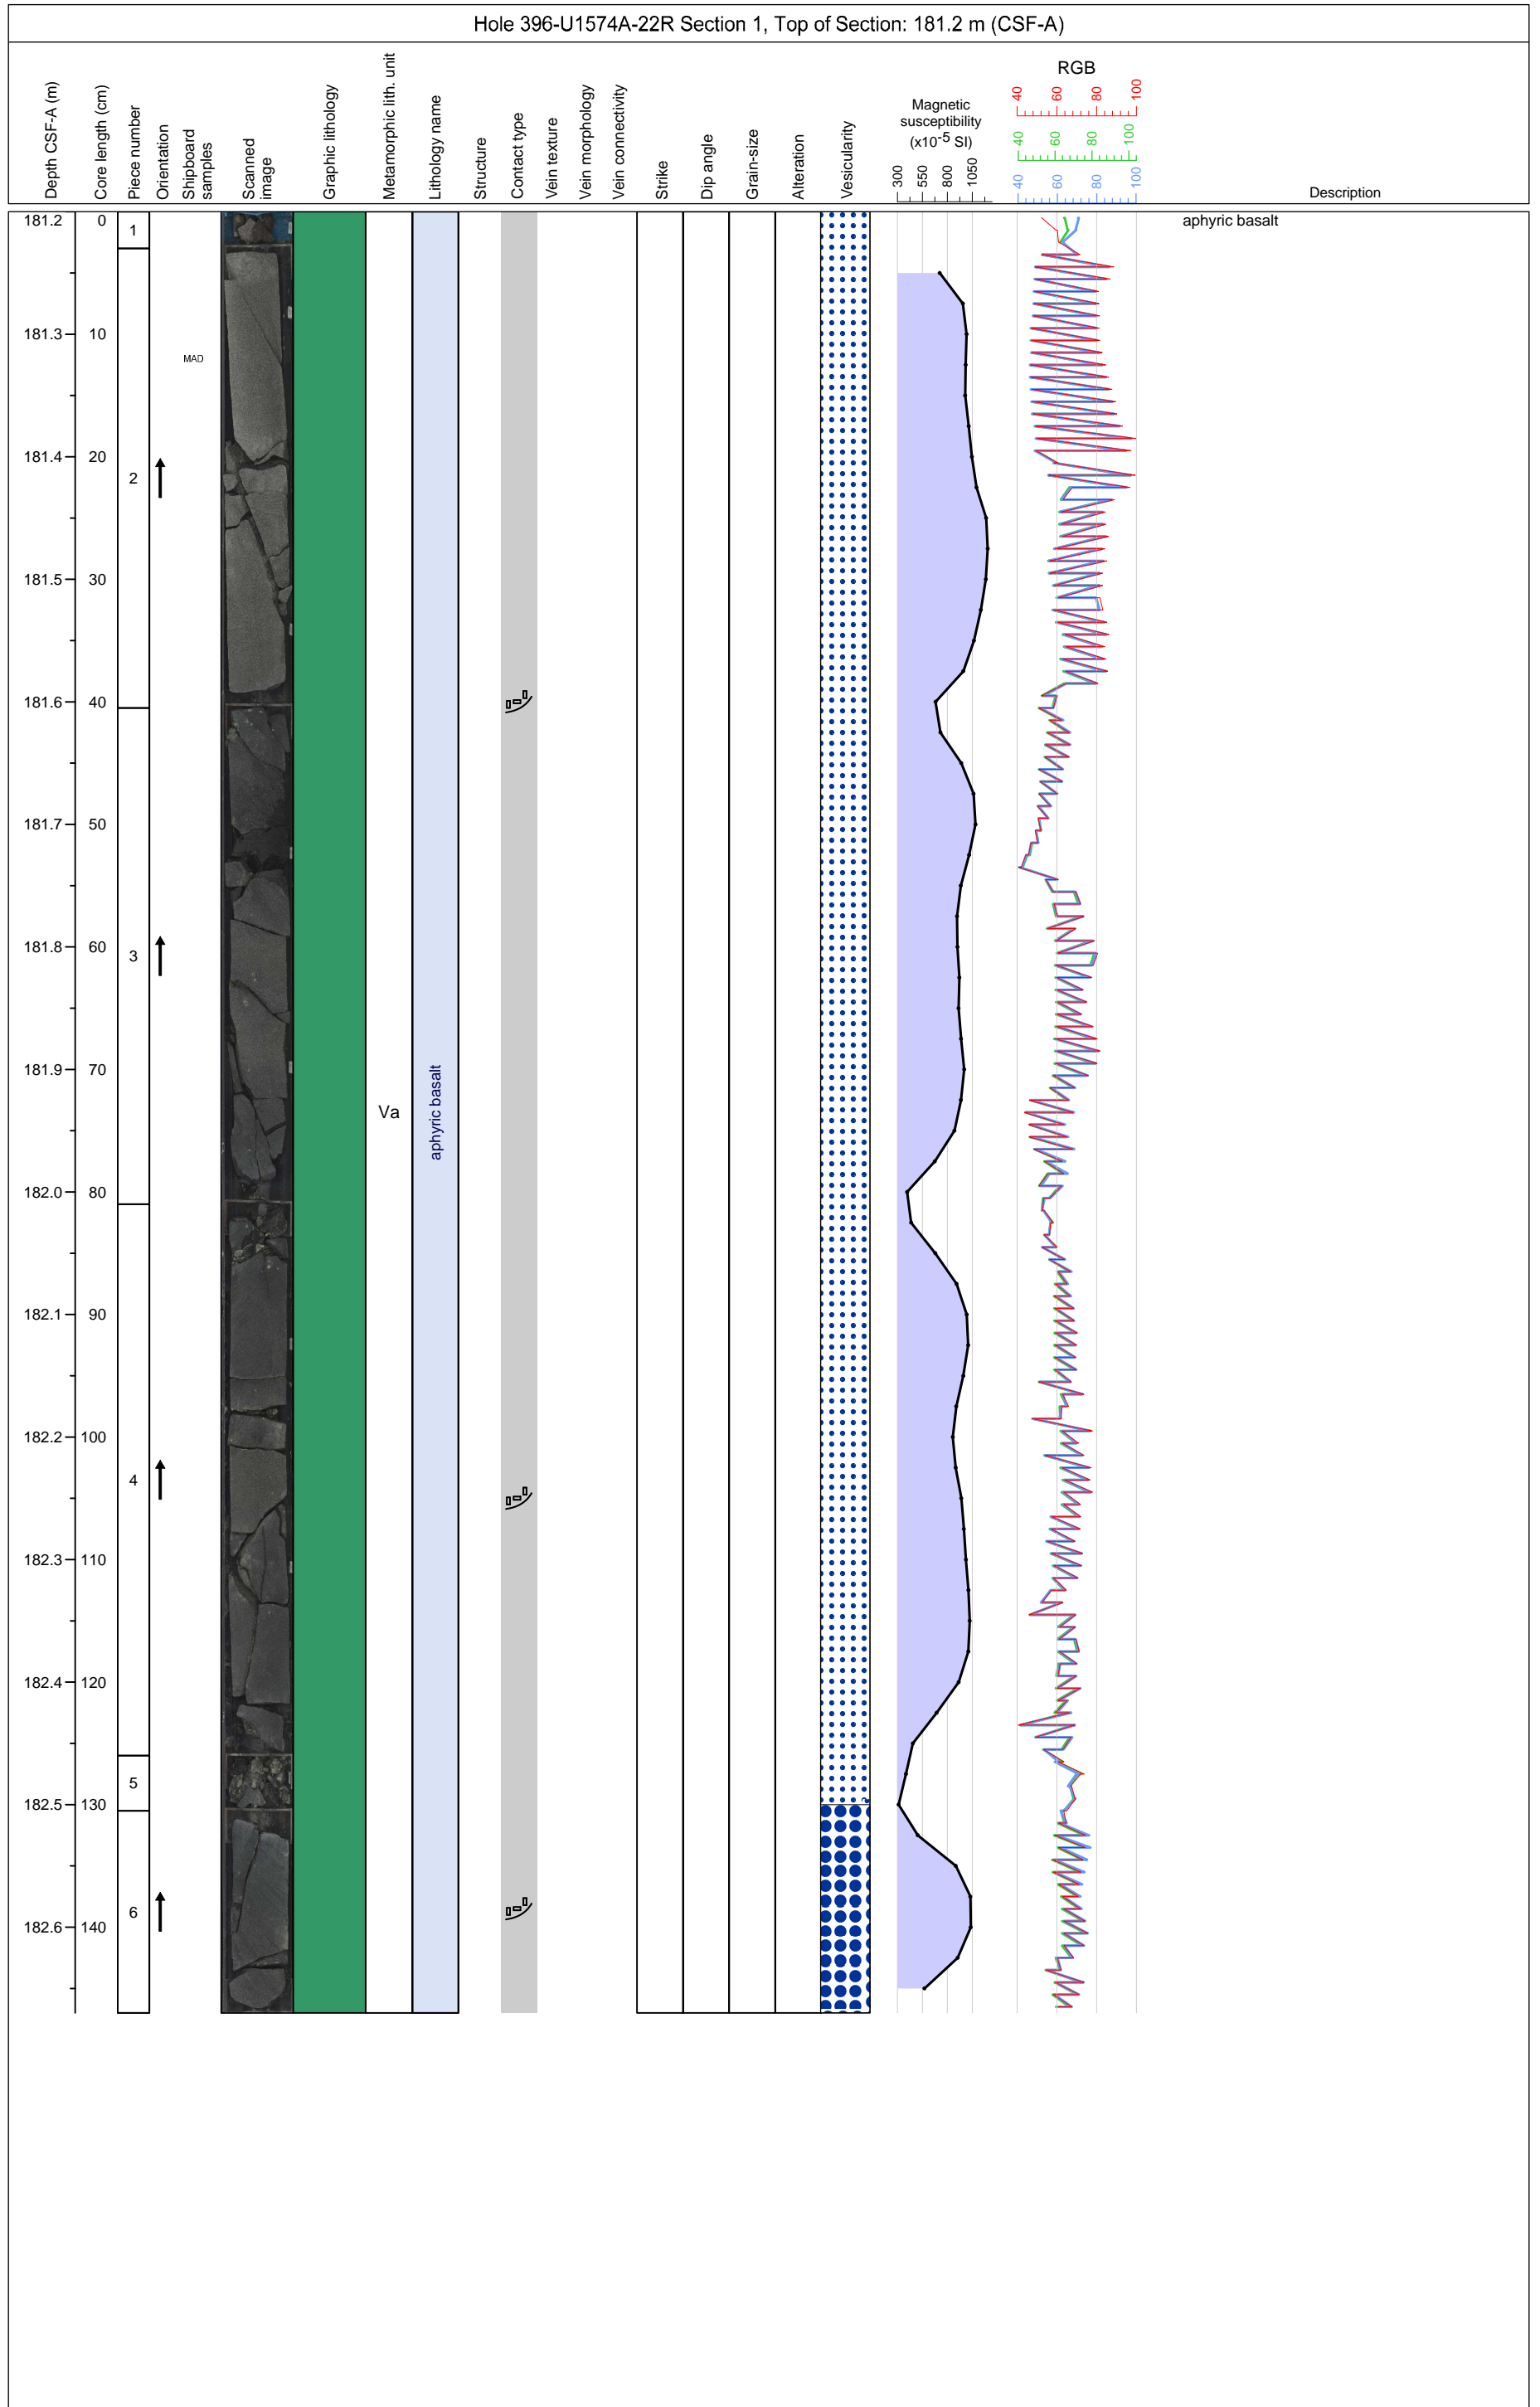 Hole 396-U1574A-22R Section 1, Top of Section: 181.2 m (CSF-A)
Depth CSF-A (m)
Core length (cm)
Piece number
Orientation
Shipboard
samples
Scanned
image
Graphic lithology
Metamorphic lith. unit
Lithology name
Structure
Contact type
Vein texture
Vein morphology
Vein connectivity
Strike
Dip angle
Grain-size
Alteration
Vesicularity
Magnetic
susceptibility
(x10-5 SI)
300 550 800 1050
RGB
40 60 80 100
40 60 80 100
40 60 80 100
Description
181.2 0
1
aphyric basalt
181.3 10
MAD
181.4 20
2
181.5 30
181.6 40
181.7 50
181.8 60
3
181.9 70
Va
aphyric basalt
182.0 80
182.1 90
182.2 100
4
182.3 110
182.4 120
5
182.5 130
6
182.6 140